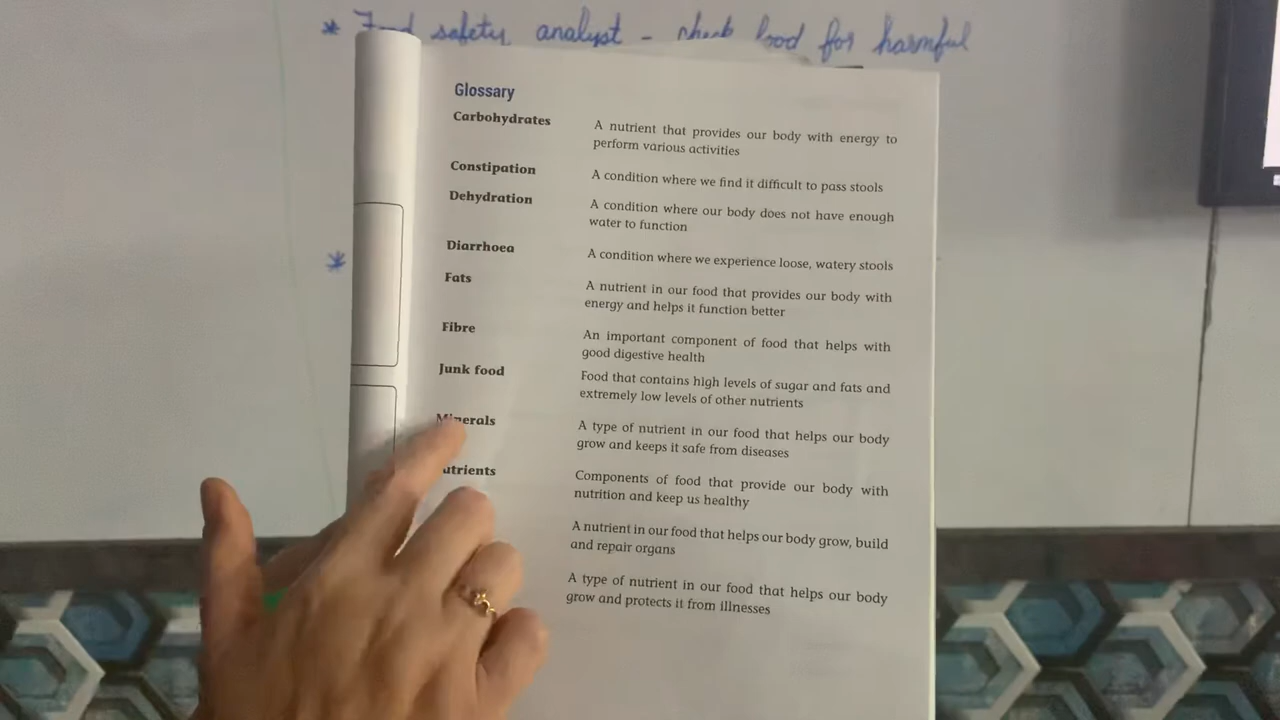 * Food safety analyst - check food for harmful
*
Glossary
Carbohydrates A nutrient that provides our body with energy to
perform various activities
Constipation A condition where we find it difficult to pass stools
Dehydration A condition where our body does not have enough
water to function
Diarrhoea A condition where we experience loose, watery stools
Fats A nutrient in our food that provides our body with
energy and helps it function better
Fibre An important component of food that helps with
good digestive health
Junk food Food that contains high levels of sugar and fats and
extremely low levels of other nutrients
Minerals A type of nutrient in our food that helps our body
grow and keeps it safe from diseases
utrients Components of food that provide our body with
nutrition and keep us healthy
A nutrient in our food that helps our body grow, build
and repair organs
A type of nutrient in our food that helps our body
grow and protects it from illnesses